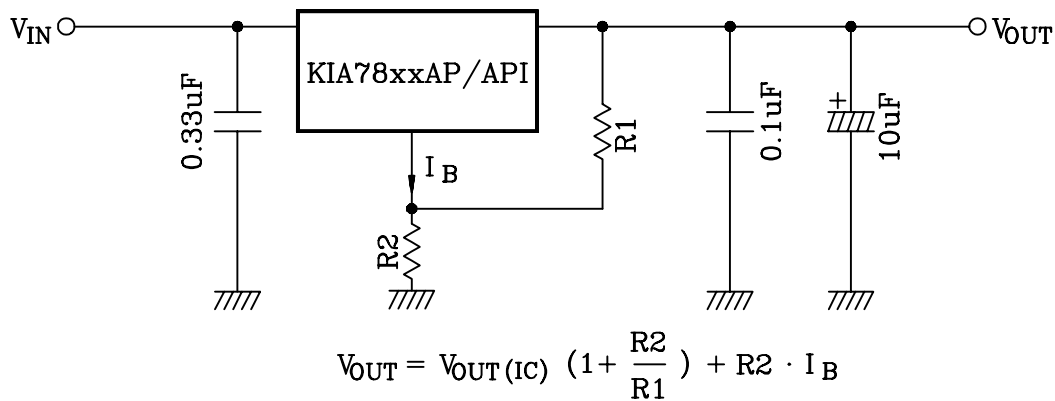 VIN
VOUT
KIA78xxAP/API
0.33uF
IB
R1
R2
0.1uF
+
10uF
VOUT = VOUT(IC) (1+ R2/R1 ) + R2 · IB